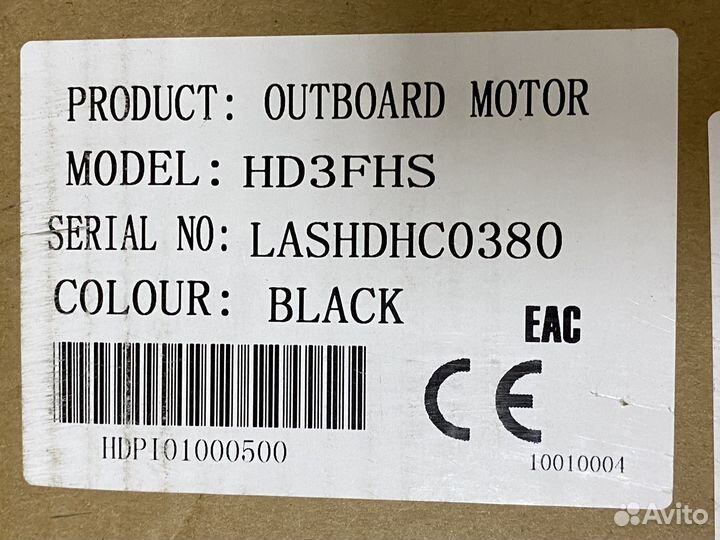 PRODUCT: OUTBOARD MOTOR
MODEL: HD3FHS
SERIAL NO: LASHDHC0380
COLOUR: BLACK
EAC
CE
HDPI01000500
10010004
Avito